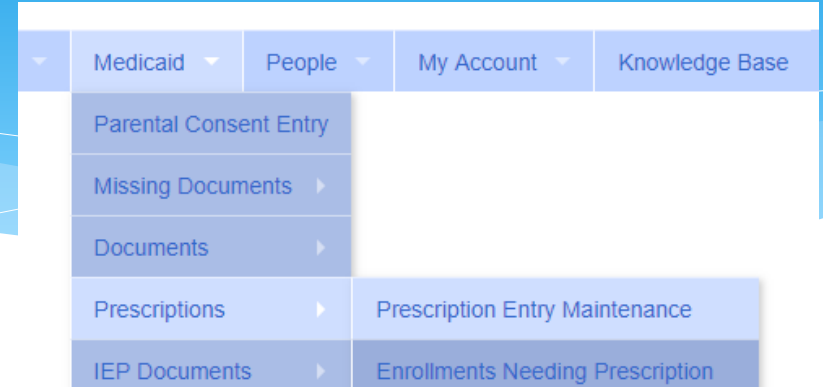 Medicaid People My Account Knowledge Base
Parental Consent Entry
Missing Documents
Documents
Prescriptions Prescription Entry Maintenance
IEP Documents Enrollments Needing Prescription